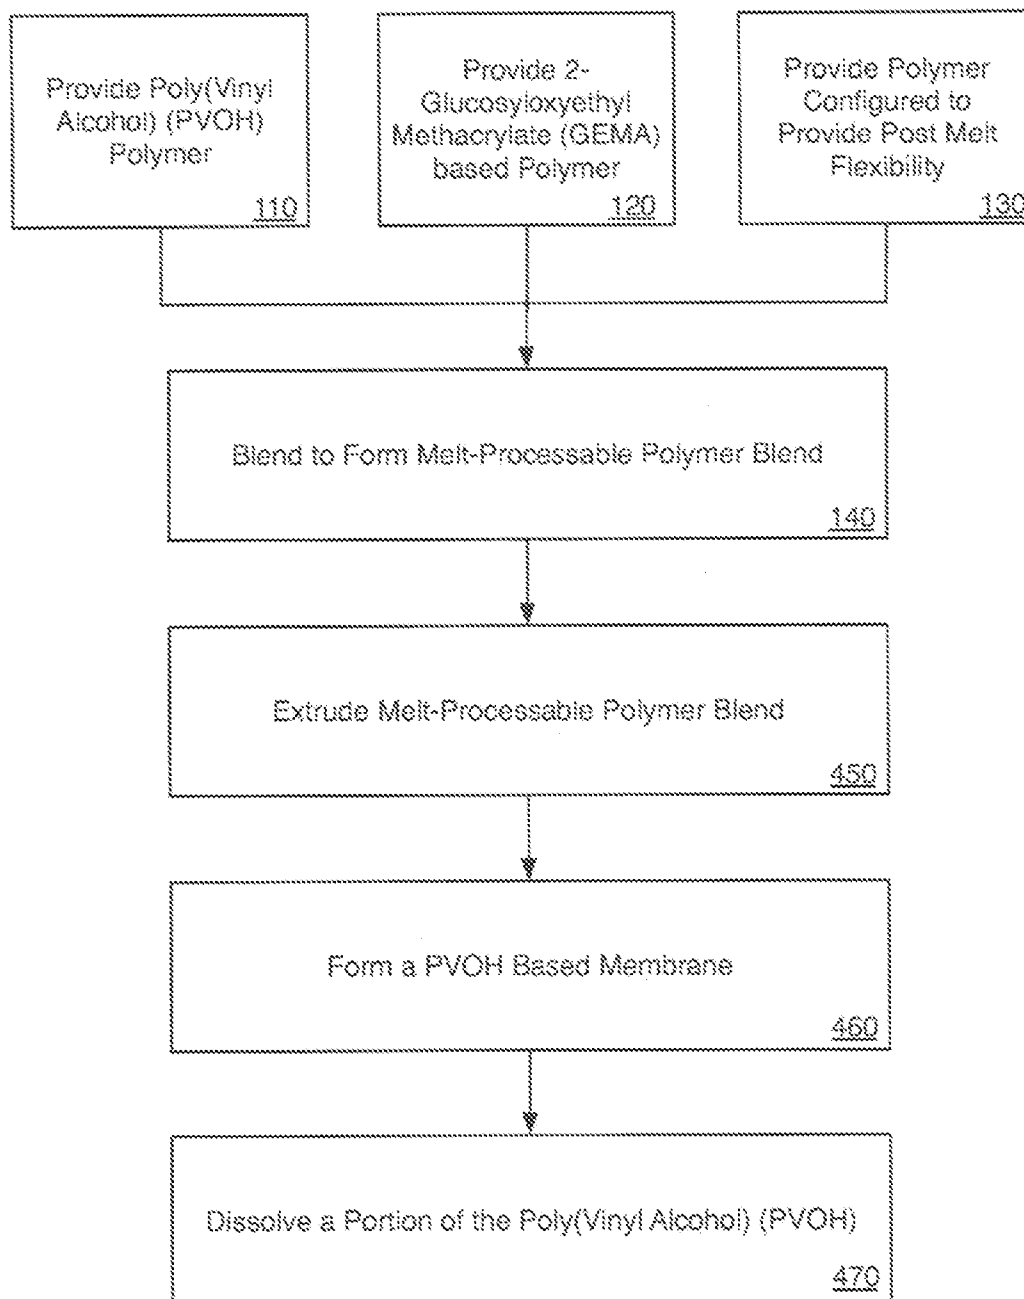 Provide Poly(Vinyl
Alcohol) (PVOH)
Polymer
110
Provide 2-
Glucosyloxyethyl
Methacrylate (GEMA)
based Polymer
120
Provide Polymer
Configured to
Provide Post Melt
Flexibility
130
Blend to Form Melt-Processable Polymer Blend
140
Extrude Melt-Processable Polymer Blend
450
Form a PVOH Based Membrane
460
Dissolve a Portion of the Poly(Vinyl Alcohol) (PVOH)
470